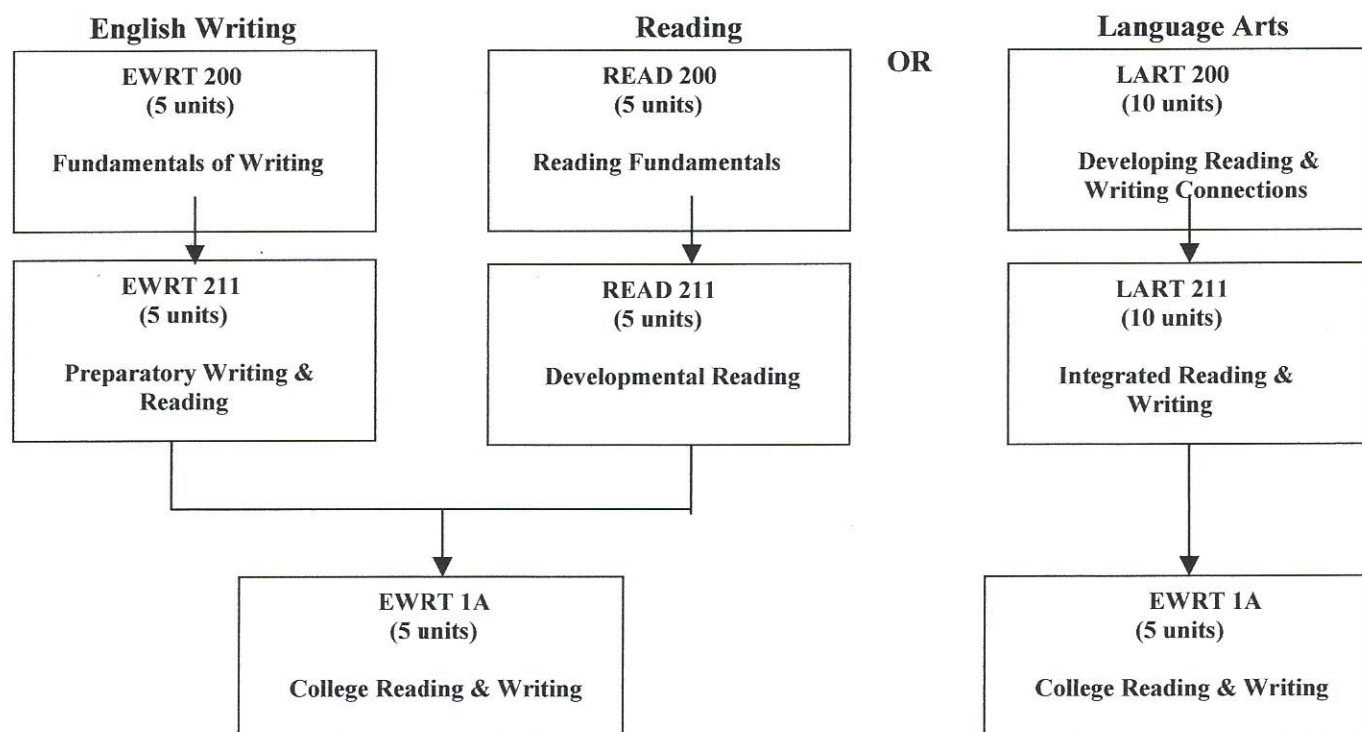 English Writing
EWRT 200
(5 units)
Fundamentals of Writing
EWRT 211
(5 units)
Preparatory Writing &
Reading
Reading
READ 200
(5 units)
Reading Fundamentals
READ 211
(5 units)
Developmental Reading
EWRT 1A
(5 units)
College Reading & Writing
OR
Language Arts
LART 200
(10 units)
Developing Reading &
Writing Connections
LART 211
(10 units)
Integrated Reading &
Writing
EWRT 1A
(5 units)
College Reading & Writing